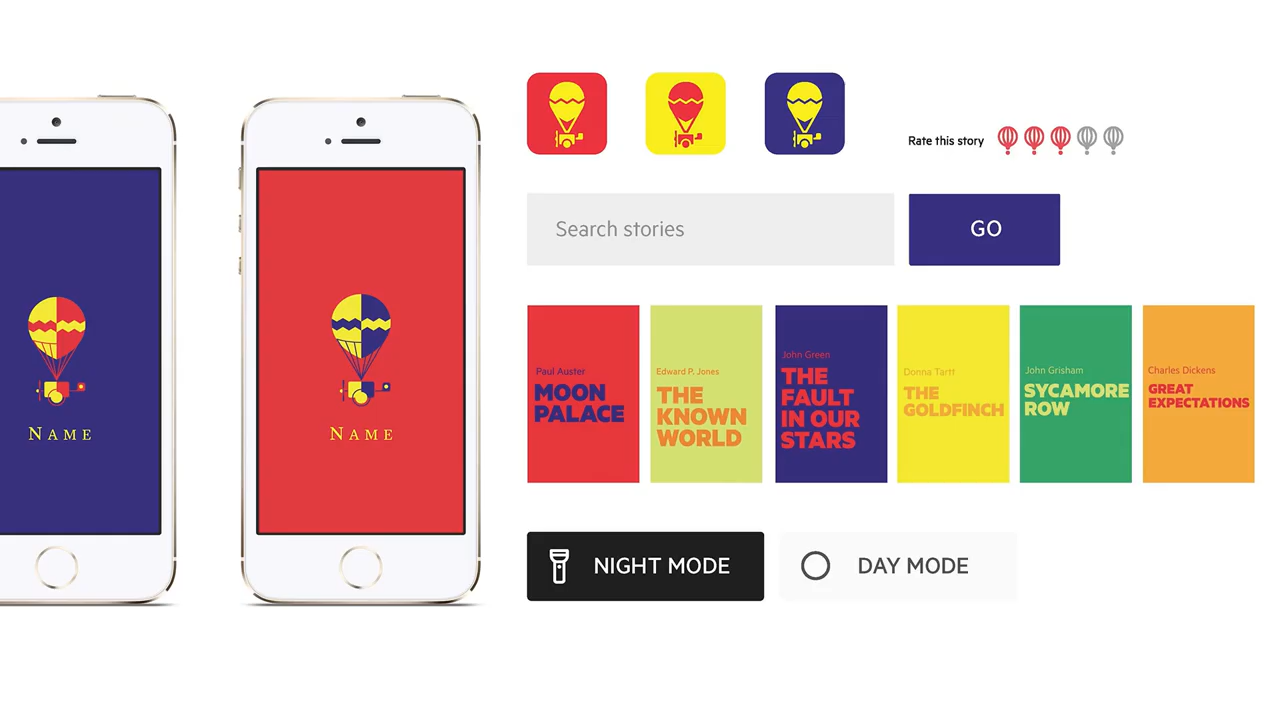 NAME
NAME
Rate this story
Search stories
GO
Paul Auster
MOON
PALACE
Edward P. Jones
THE
KNOWN
WORLD
John Green
THE
FAULT
IN OUR
STARS
Donna Tartt
THE
GOLDFINCH
John Grisham
SYCAMORE
ROW
Charles Dickens
GREAT
EXPECTATIONS
NIGHT MODE
DAY MODE